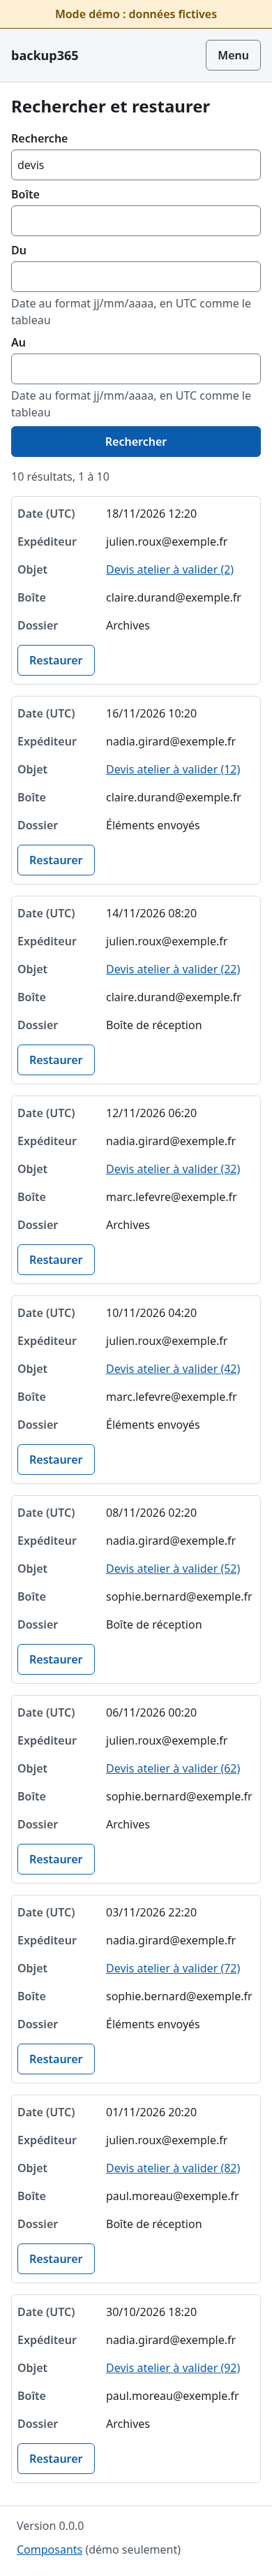 Mode démo : données fictives
backup365
Menu
Rechercher et restaurer
Recherche
devis
Boîte
Du
Date au format jj/mm/aaaa, en UTC comme le
tableau
Au
Date au format jj/mm/aaaa, en UTC comme le
tableau
Rechercher
10 résultats, 1 à 10
Date (UTC) 18/11/2026 12:20
Expéditeur julien.roux@exemple.fr
Objet Devis atelier à valider (2)
Boîte claire.durand@exemple.fr
Dossier Archives
Restaurer
Date (UTC) 16/11/2026 10:20
Expéditeur nadia.girard@exemple.fr
Objet Devis atelier à valider (12)
Boîte claire.durand@exemple.fr
Dossier Éléments envoyés
Restaurer
Date (UTC) 14/11/2026 08:20
Expéditeur julien.roux@exemple.fr
Objet Devis atelier à valider (22)
Boîte claire.durand@exemple.fr
Dossier Boîte de réception
Restaurer
Date (UTC) 12/11/2026 06:20
Expéditeur nadia.girard@exemple.fr
Objet Devis atelier à valider (32)
Boîte marc.lefevre@exemple.fr
Dossier Archives
Restaurer
Date (UTC) 10/11/2026 04:20
Expéditeur julien.roux@exemple.fr
Objet Devis atelier à valider (42)
Boîte marc.lefevre@exemple.fr
Dossier Éléments envoyés
Restaurer
Date (UTC) 08/11/2026 02:20
Expéditeur nadia.girard@exemple.fr
Objet Devis atelier à valider (52)
Boîte sophie.bernard@exemple.fr
Dossier Boîte de réception
Restaurer
Date (UTC) 06/11/2026 00:20
Expéditeur julien.roux@exemple.fr
Objet Devis atelier à valider (62)
Boîte sophie.bernard@exemple.fr
Dossier Archives
Restaurer
Date (UTC) 03/11/2026 22:20
Expéditeur nadia.girard@exemple.fr
Objet Devis atelier à valider (72)
Boîte sophie.bernard@exemple.fr
Dossier Éléments envoyés
Restaurer
Date (UTC) 01/11/2026 20:20
Expéditeur julien.roux@exemple.fr
Objet Devis atelier à valider (82)
Boîte paul.moreau@exemple.fr
Dossier Boîte de réception
Restaurer
Date (UTC) 30/10/2026 18:20
Expéditeur nadia.girard@exemple.fr
Objet Devis atelier à valider (92)
Boîte paul.moreau@exemple.fr
Dossier Archives
Restaurer
Version 0.0.0
Composants (démo seulement)